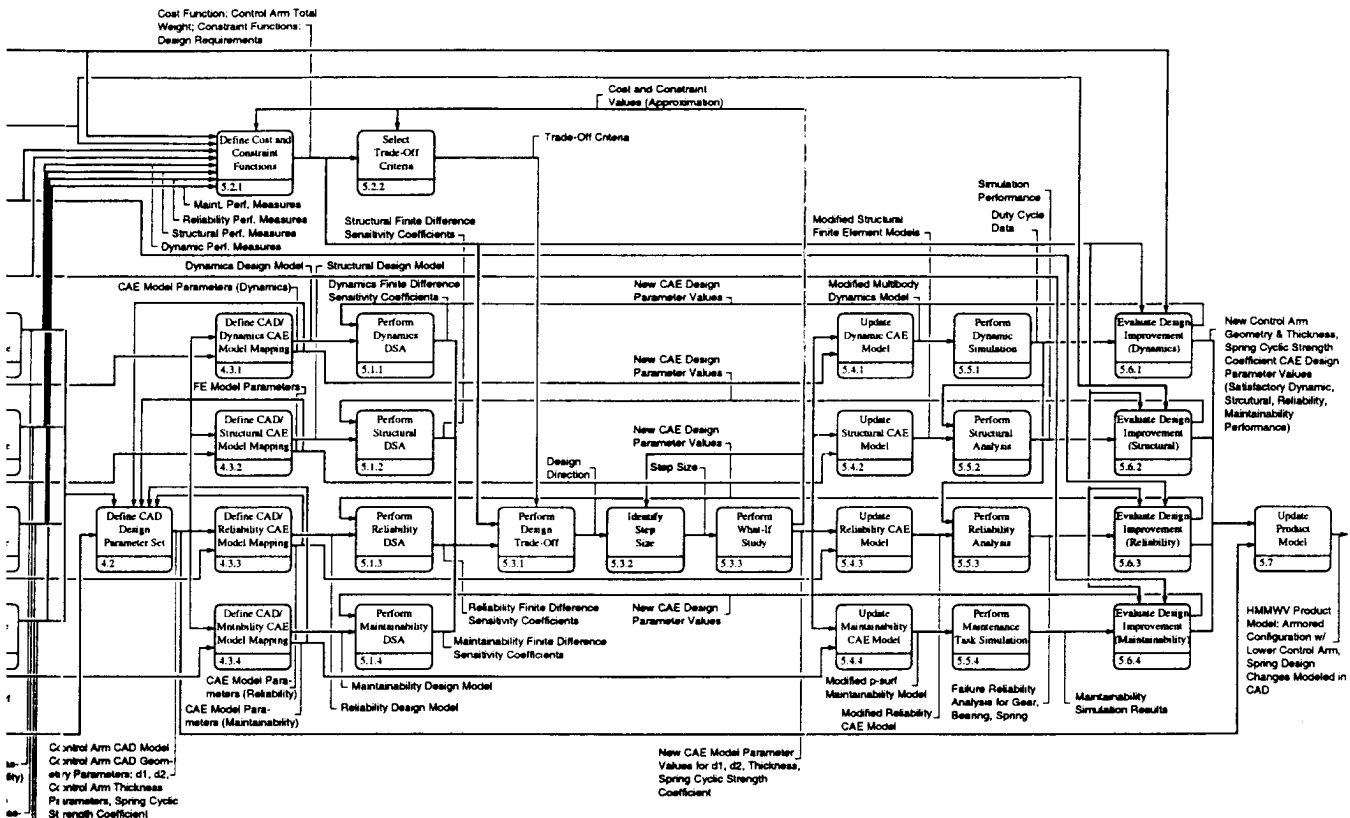 Cost Function: Control Arm Total
Weight; Constraint Functions:
Design Requirements
Cost and Constraint
Values (Approximation)
Define Cost and
Constraint
Functions
5.2.1
Select
Trade-Off
Criteria
5.2.2
Trade-Off Criteria
Maint. Perf. Measures
Reliability Perf. Measures
Structural Perf. Measures
Dynamic Perf. Measures
Structural Finite Difference
Sensitivity Coefficients
Modified Structural
Finite Element Models
Simulation
Performance
Duty Cycle
Data
Dynamics Design Model
Structural Design Model
CAE Model Parameters (Dynamics)
Dynamics Finite Difference
Sensitivity Coefficients
New CAE Design
Parameter Values
Modified Multibody
Dynamics Model
Define CAD/
Dynamics CAE
Model Mapping
4.3.1
Perform
Dynamics
DSA
5.1.1
New CAE Design
Parameter Values
Update
Dynamic CAE
Model
5.4.1
Perform
Dynamic
Simulation
5.5.1
Evaluate Design
Improvement
(Dynamics)
5.6.1
New Control Arm
Geometry & Thickness,
Spring Cyclic Strength
Coefficient CAE Design
Parameter Values
(Satisfactory Dynamic,
Strcutural, Reliability,
Maintainability
Performance)
FE Model Parameters
Define CAD/
Structural CAE
Model Mapping
4.3.2
Perform
Structural
DSA
5.1.2
New CAE Design
Parameter Values
Update
Structural CAE
Model
5.4.2
Perform
Structural
Analysis
5.5.2
Evaluate Design
Improvement
(Structural)
5.6.2
Design
Direction
Step Size
Define CAD
Design
Parameter Set
4.2
Define CAD/
Reliability CAE
Model Mapping
4.3.3
Perform
Reliability
DSA
5.1.3
Perform
Design
Trade-Off
5.3.1
Identify
Step
Size
5.3.2
Perform
What-If
Study
5.3.3
Update
Reliability CAE
Model
5.4.3
Perform
Reliability
Analysis
5.5.3
Evaluate Design
Improvement
(Reliability)
5.6.3
Update
Product
Model
5.7
Define CAD/
Mntnbility CAE
Model Mapping
4.3.4
Perform
Maintainability
DSA
5.1.4
Reliability Finite Difference
Sensitivity Coefficients
New CAE Design
Parameter Values
Maintainability Finite Difference
Sensitivity Coefficients
Update
Maintainability
CAE Model
5.4.4
Perform
Maintenance
Task Simulation
5.5.4
Evaluate Design
Improvement
(Maintainability)
5.6.4
HMMWV Product
Model: Armored
Configuration w/
Lower Control Arm,
Spring Design
Changes Modeled in
CAD
CAE Model Para-
meters (Reliability)
Maintainability Design Model
CAE Model Para-
meters (Maintainability)
Reliability Design Model
Modified p-surf
Maintainability Model
Modified Reliability
CAE Model
Failure Reliability
Analysis for Gear,
Bearing, Spring
Maintainability
Simulation Results
Control Arm CAD Model
Control Arm CAD Geom-
etry Parameters: d1, d2,
Control Arm Thickness
Parameters, Spring Cyclic
Strength Coefficient
New CAE Model Parameter
Values for d1, d2, Thickness,
Spring Cyclic Strength
Coefficient